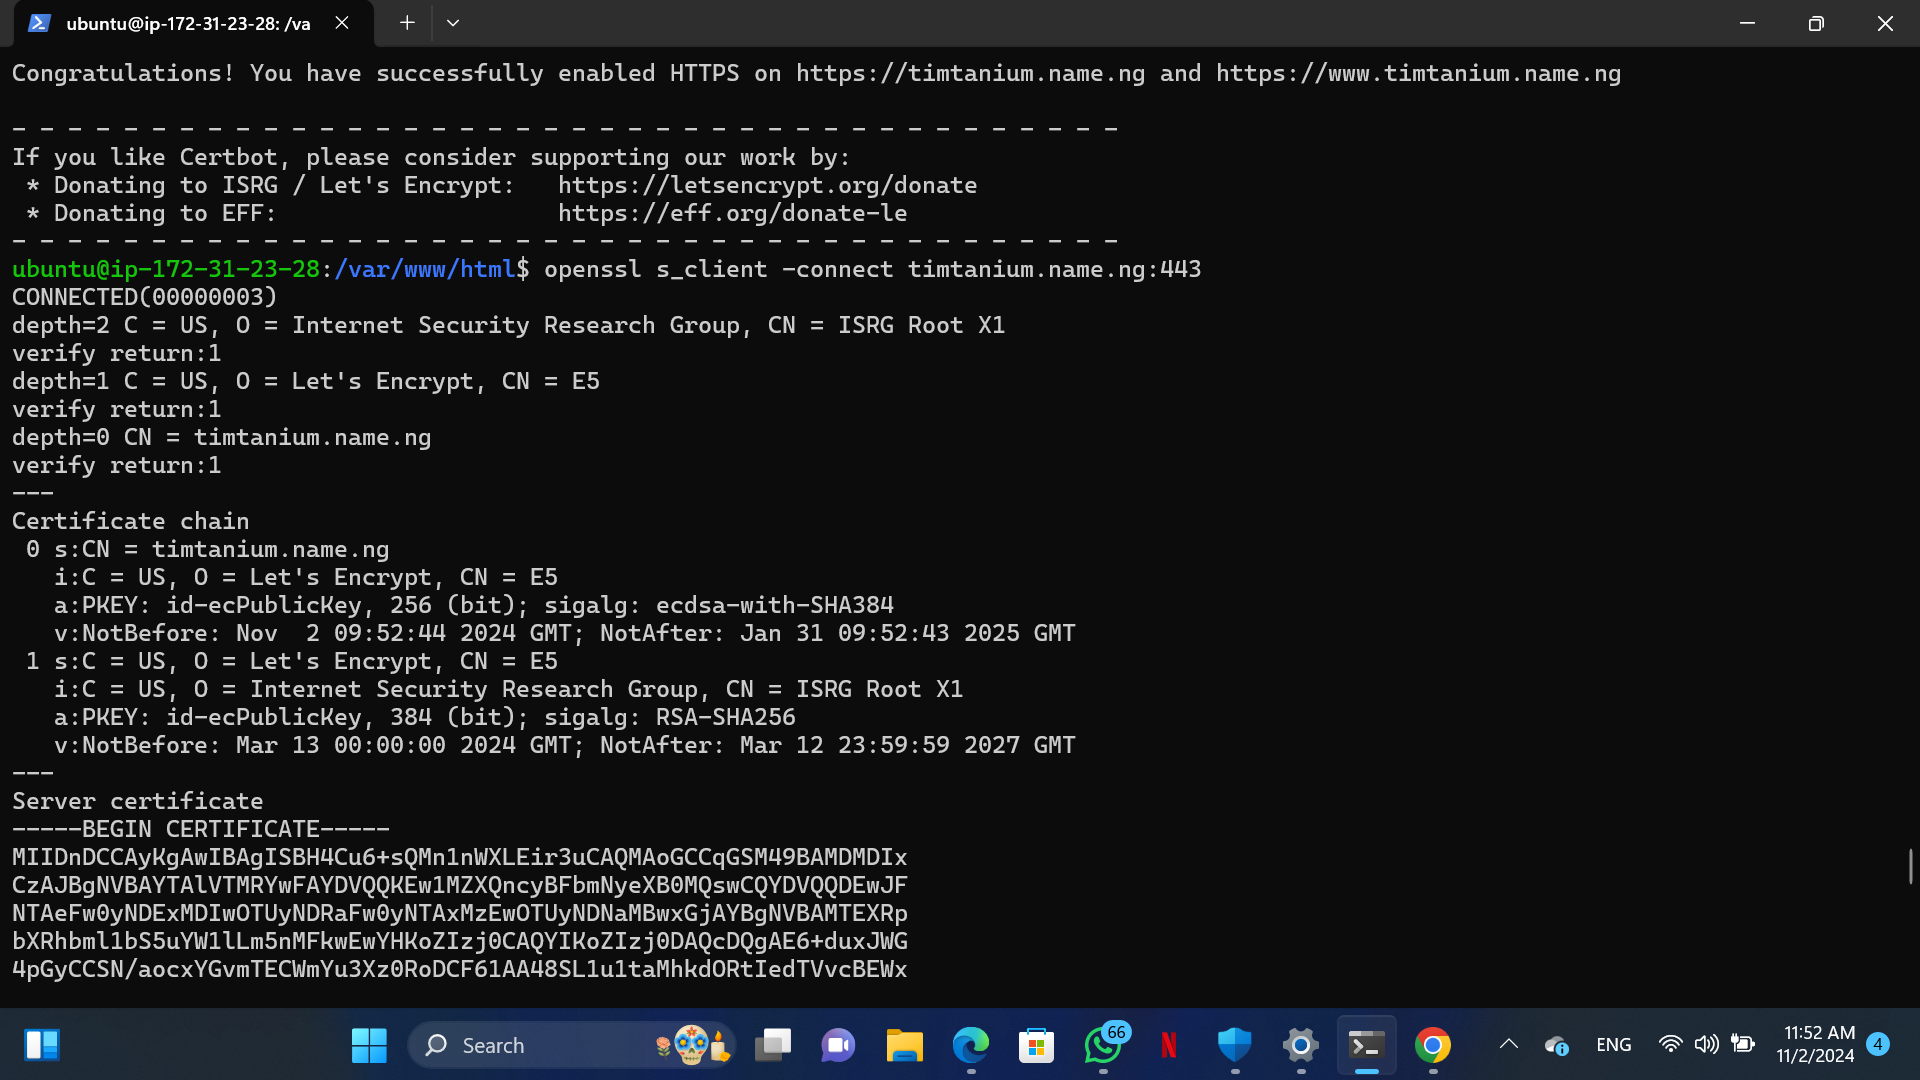 ubuntu@ip-172-31-23-28: /va
Congratulations! You have successfully enabled HTTPS on https://timtanium.name.ng and https://www.timtanium.name.ng
- - - - - - - - - - - - - - - - - - - - - - - - - - - - - - - - - - - - - - - -
If you like Certbot, please consider supporting our work by:
 * Donating to ISRG / Let's Encrypt:   https://letsencrypt.org/donate
 * Donating to EFF:                    https://eff.org/donate-le
- - - - - - - - - - - - - - - - - - - - - - - - - - - - - - - - - - - - - - - -
ubuntu@ip-172-31-23-28:/var/www/html$ openssl s_client -connect timtanium.name.ng:443
CONNECTED(00000003)
depth=2 C = US, O = Internet Security Research Group, CN = ISRG Root X1
verify return:1
depth=1 C = US, O = Let's Encrypt, CN = E5
verify return:1
depth=0 CN = timtanium.name.ng
verify return:1
---
Certificate chain
 0 s:CN = timtanium.name.ng
   i:C = US, O = Let's Encrypt, CN = E5
   a:PKEY: id-ecPublicKey, 256 (bit); sigalg: ecdsa-with-SHA384
   v:NotBefore: Nov  2 09:52:44 2024 GMT; NotAfter: Jan 31 09:52:43 2025 GMT
 1 s:C = US, O = Let's Encrypt, CN = E5
   i:C = US, O = Internet Security Research Group, CN = ISRG Root X1
   a:PKEY: id-ecPublicKey, 384 (bit); sigalg: RSA-SHA256
   v:NotBefore: Mar 13 00:00:00 2024 GMT; NotAfter: Mar 12 23:59:59 2027 GMT
---
Server certificate
-----BEGIN CERTIFICATE-----
MIIDnDCCAyKgAwIBAgISBH4Cu6+sQMn1nWXLEir3uCAQMAoGCCqGSM49BAMDMDIx
CzAJBgNVBAYTAlVTMRYwFAYDVQQKEw1MZXQncyBFbmNyeXB0MQswCQYDVQQDEwJF
NTAeFw0yNDExMDIwOTUyNDRaFw0yNTAxMzEwOTUyNDNaMBwxGjAYBgNVBAMTEXRp
bXRhbml1bS5uYW1lLm5nMFkwEwYHKoZIzj0CAQYIKoZIzj0DAQcDQgAE6+duxJWG
4pGyCCSN/aocxYGvmTECWmYu3Xz0RoDCF61AA48SL1u1taMhkdORtIedTVvcBEWx
Search
66
N
ENG
11:52 AM
11/2/2024
4